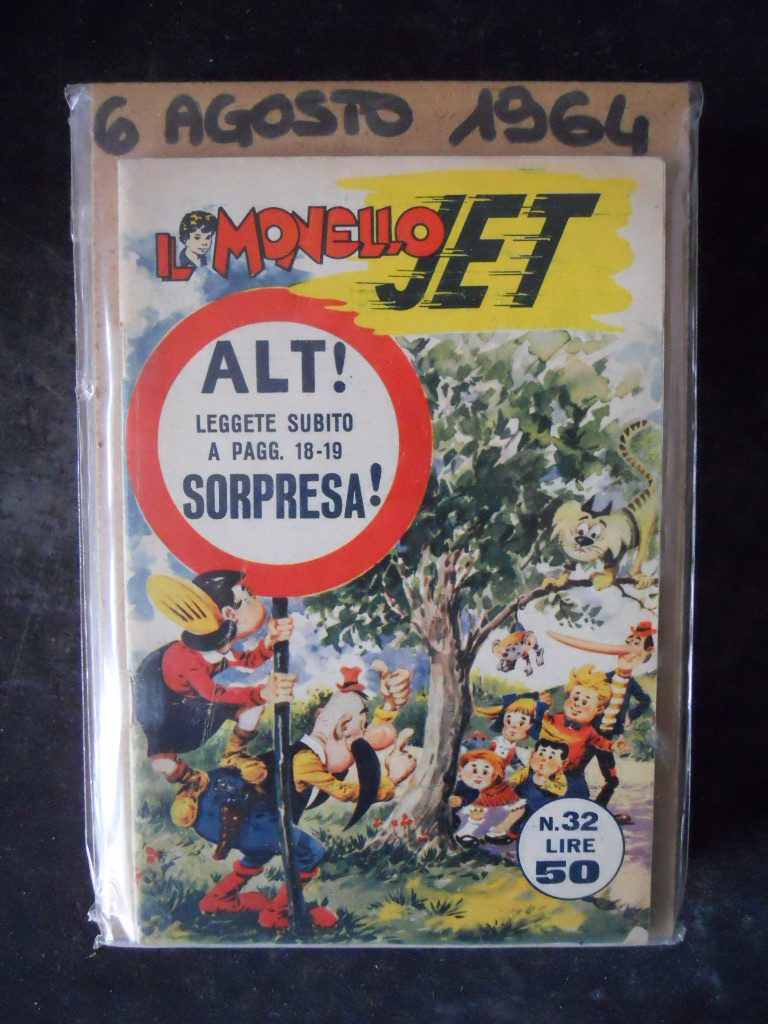 6 AGOSTO 1964
IL MONELLO JET
ALT!
LEGGETE SUBITO
A PAGG. 18-19
SORPRESA!
N.32
LIRE
50